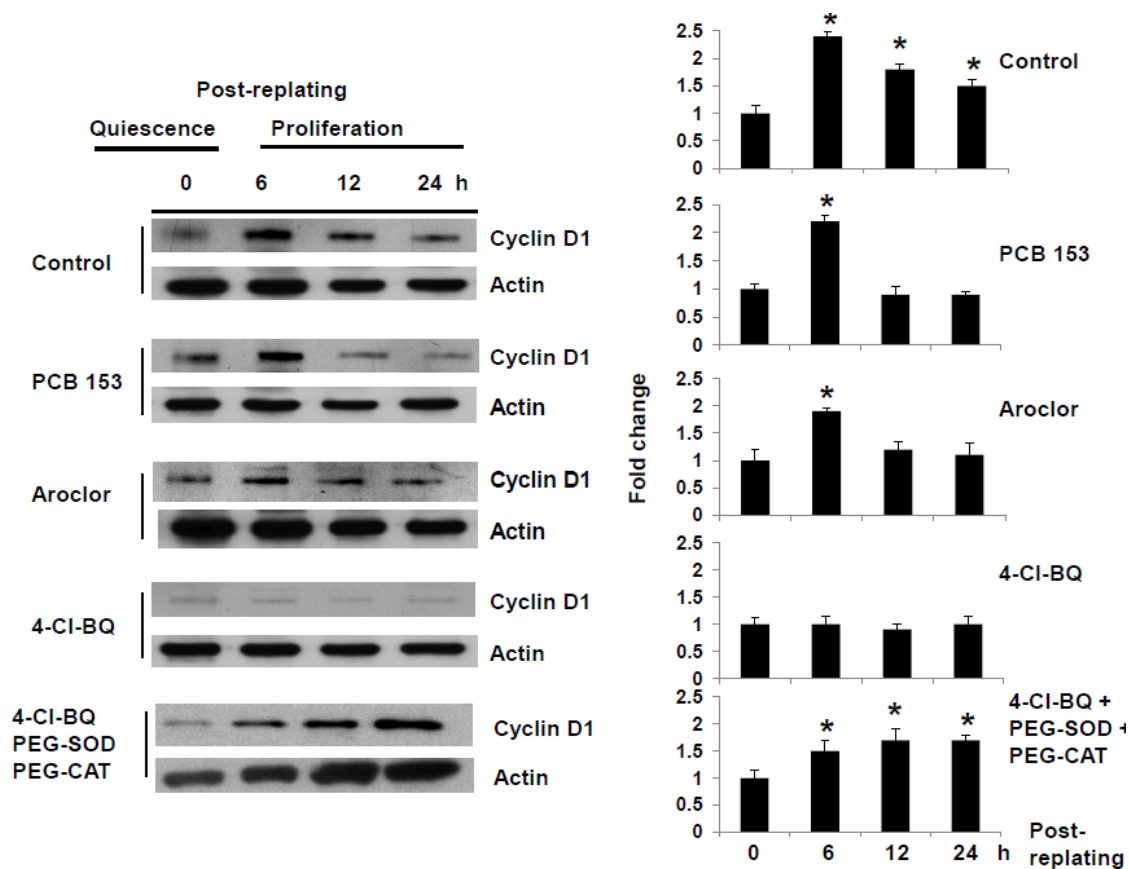 Post-replating
Quiescence Proliferation
0 6 12 24 h
Control
Cyclin D1
Actin
PCB 153
Cyclin D1
Actin
Aroclor
Cyclin D1
Actin
4-Cl-BQ
Cyclin D1
Actin
4-Cl-BQ
PEG-SOD
PEG-CAT
Cyclin D1
Actin
Fold change
2.5
2
1.5
1
0.5
0
* * *
Control
2.5
2
1.5
1
0.5
0
*
PCB 153
2.5
2
1.5
1
0.5
0
*
Aroclor
2.5
2
1.5
1
0.5
0
4-Cl-BQ
2.5
2
1.5
1
0.5
0
* * *
4-Cl-BQ +
PEG-SOD +
PEG-CAT
0 6 12 24 h
Post-
replating